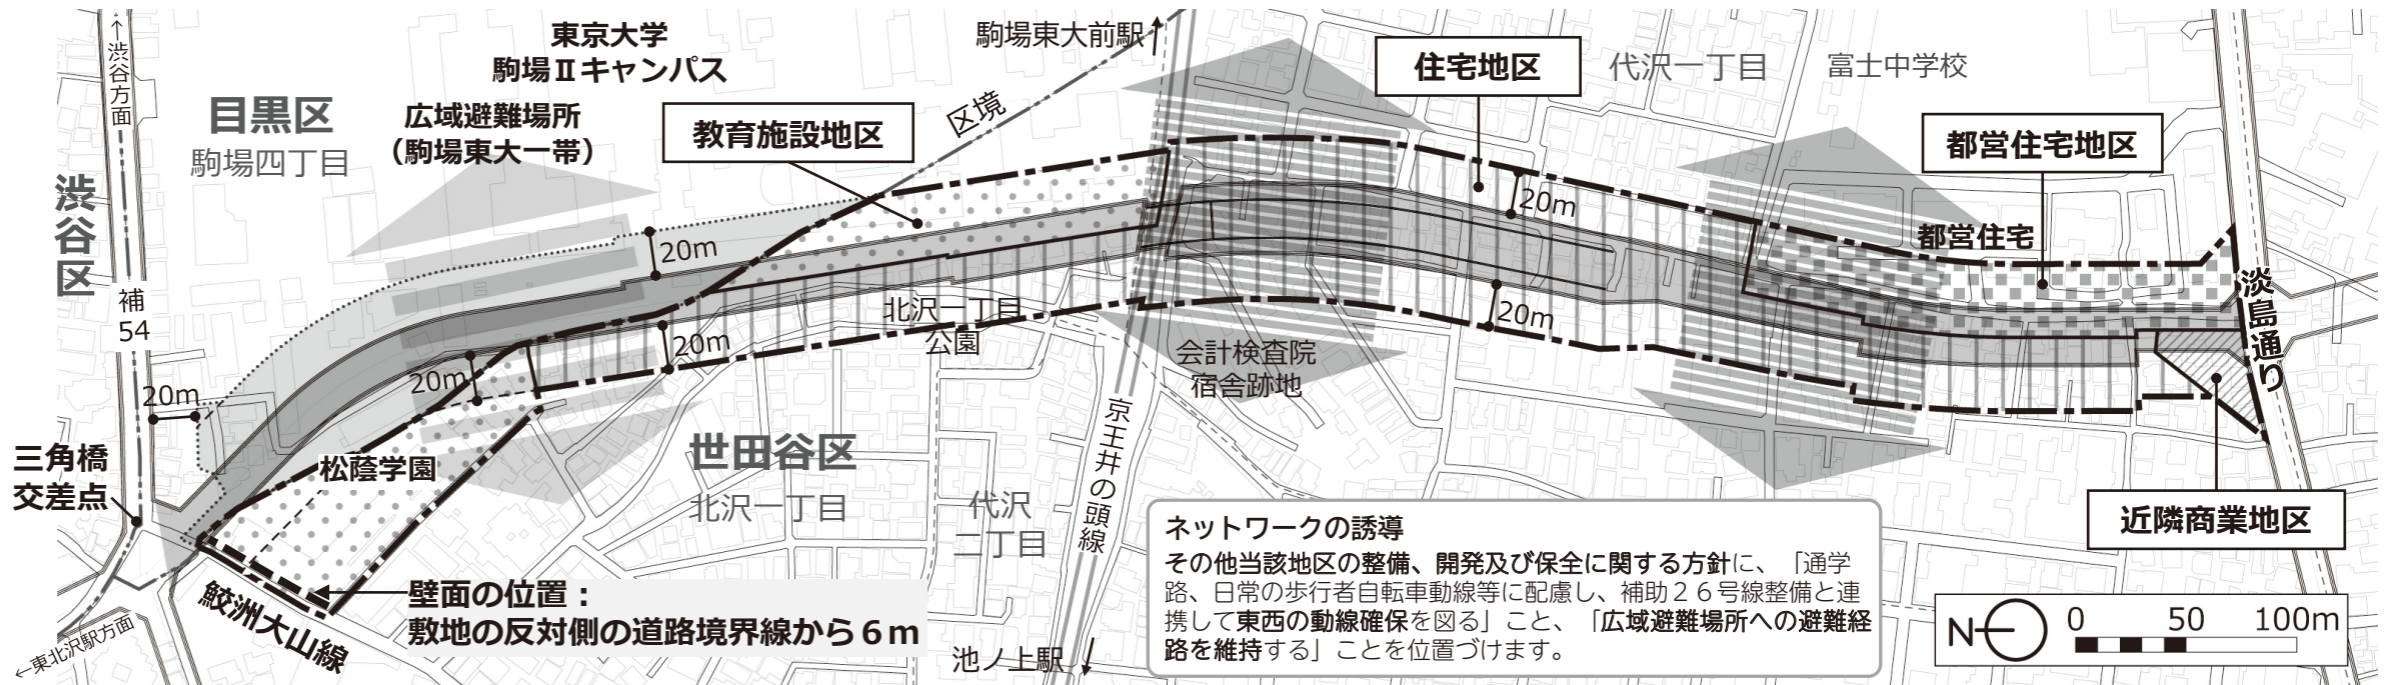 ↑渋谷方面
東京大学
駒場Ⅱキャンパス
駒場東大前駅
目黒区
駒場四丁目
広域避難場所
(駒場東大一帯)
教育施設地区
区境
住宅地区
代沢一丁目
富士中学校
都営住宅地区
都営住宅
渋谷区
補
54
20m
20m
20m
20m
20m
20m
北沢一丁目
公園
会計検査院
宿舎跡地
淡島通り
三角橋
交差点
松蔭学園
世田谷区
北沢一丁目
代沢
二丁目
京王井の頭線
近隣商業地区
鮫洲大山線
←東北沢駅方面
壁面の位置：
敷地の反対側の道路境界線から６ｍ
池ノ上駅
ネットワークの誘導
その他当該地区の整備、開発及び保全に関する方針に、「通学
路、日常の歩行者自転車動線等に配慮し、補助２６号線整備と連
携して東西の動線確保を図る」こと、「広域避難場所への避難経
路を維持する」ことを位置づけます。
N
0 50 100m